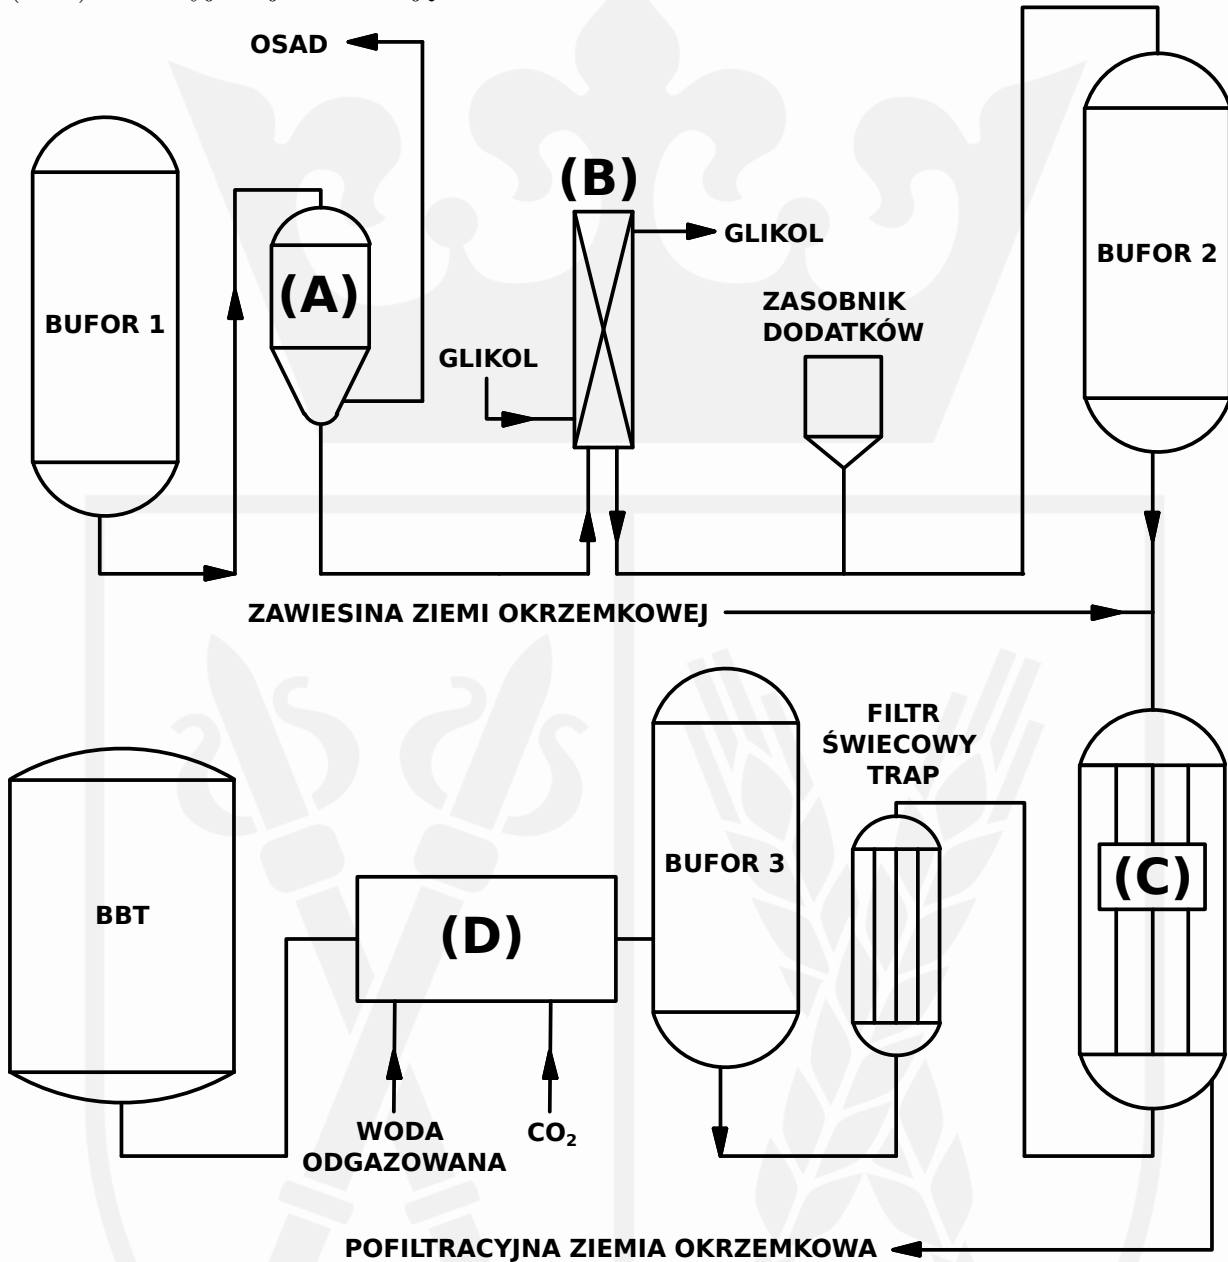 OSAD
(B)
GLIKOL
BUFOR 2
(A)
ZASOBNIK
DODATKÓW
BUFOR 1
GLIKOL
ZAWIESINA ZIEMI OKRZEMKOWEJ
FILTR
ŚWIECOWY
TRAP
BUFOR 3
(C)
BBT
(D)
WODA
ODGAZOWANA
CO₂
POFILTRACYJNA ZIEMIA OKRZEMKOWA